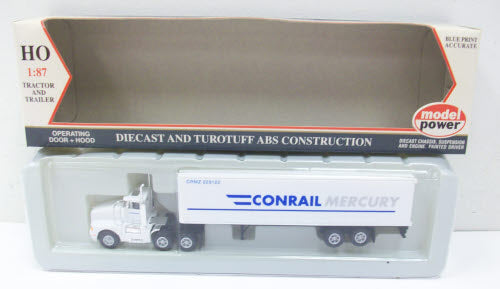 HO
1:87
TRACTOR
AND
TRAILER
BLUE PRINT
ACCURATE
model
power
OPERATING
DOOR + HOOD
DIECAST AND TUROTUFF ABS CONSTRUCTION
DIECAST CHASSIS, SUSPENSION
AND ENGINE. PAINTED DRIVER
CONRAIL MERCURY